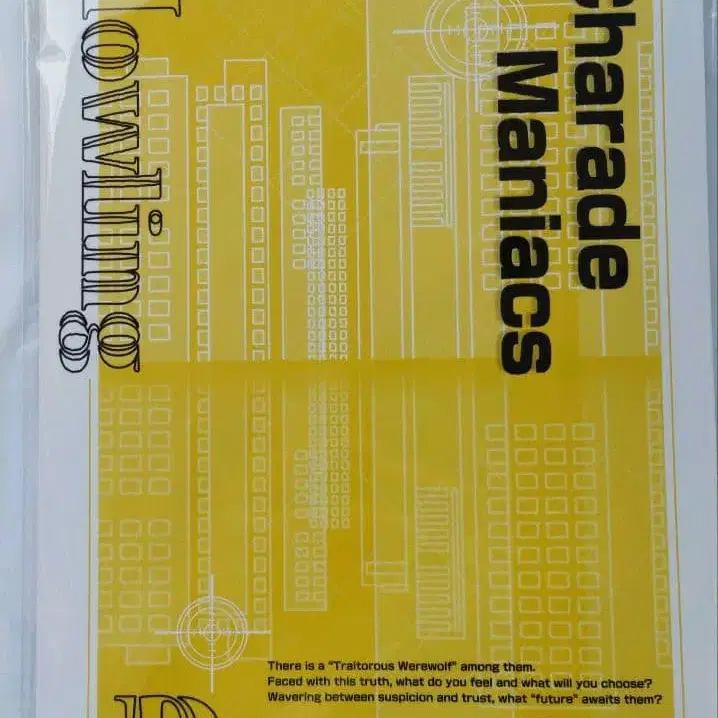 Charade
Maniacs
There is a "Traitorous Werewolf" among them.
Faced with this truth, what do you feel and what will you choose?
Wavering between suspicion and trust, what "future" awaits them?